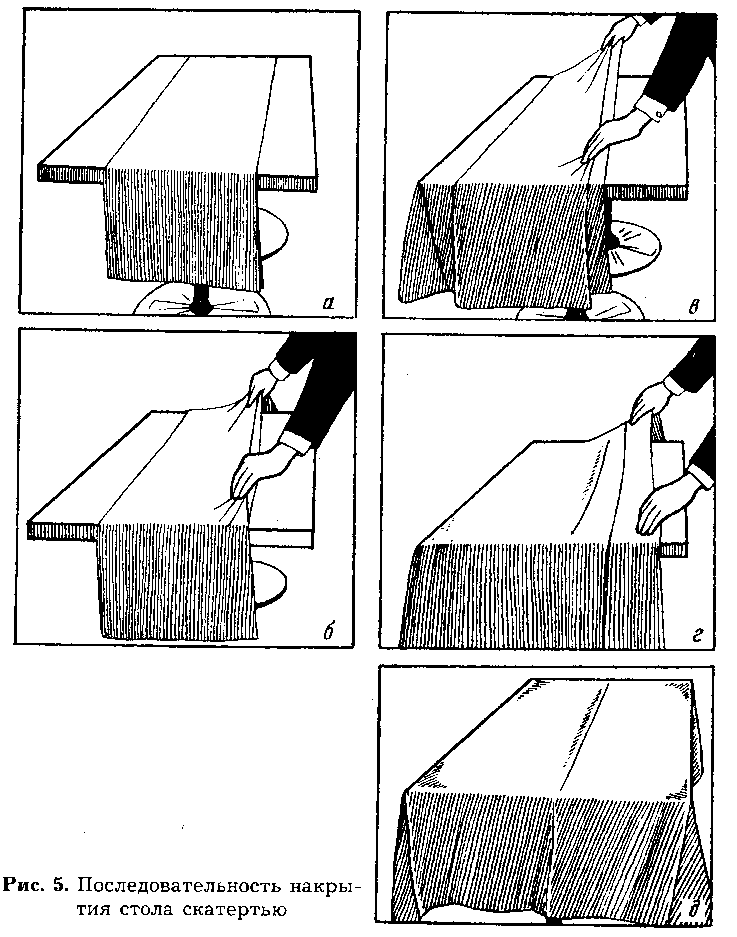 а
в
б
г
д
Рис. 5. Последовательность накры-
тия стола скатертью